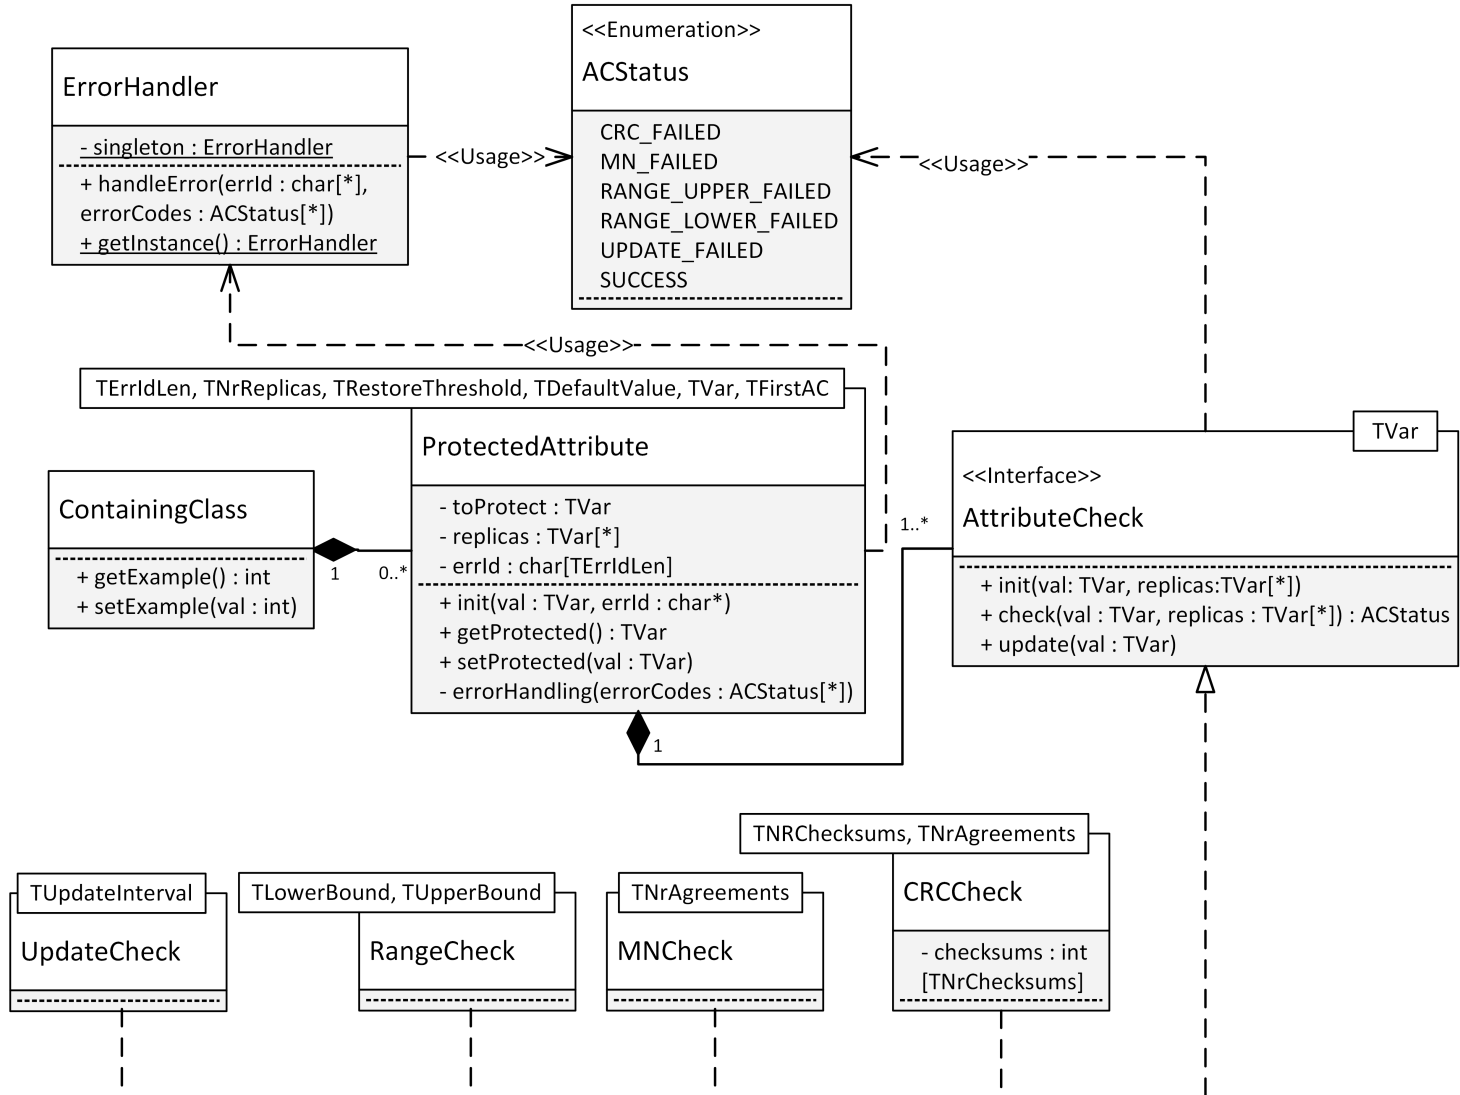 <<Enumeration>>
ACStatus
CRC_FAILED
MN_FAILED
RANGE_UPPER_FAILED
RANGE_LOWER_FAILED
UPDATE_FAILED
SUCCESS
ErrorHandler
- singleton : ErrorHandler
+ handleError(errId : char[*],
errorCodes : ACStatus[*])
+ getInstance() : ErrorHandler
<<Usage>>
<<Usage>>
<<Usage>>
TErrIdLen, TNrReplicas, TRestoreThreshold, TDefaultValue, TVar, TFirstAC
ProtectedAttribute
- toProtect : TVar
- replicas : TVar[*]
- errId : char[TErrIdLen]
+ init(val : TVar, errId : char*)
+ getProtected() : TVar
+ setProtected(val : TVar)
- errorHandling(errorCodes : ACStatus[*])
ContainingClass
+ getExample() : int
+ setExample(val : int)
1
0..*
1
1..*
TVar
<<Interface>>
AttributeCheck
+ init(val: TVar, replicas:TVar[*])
+ check(val : TVar, replicas : TVar[*]) : ACStatus
+ update(val : TVar)
TUpdateInterval
UpdateCheck
TLowerBound, TUpperBound
RangeCheck
TNrAgreements
MNCheck
TNRChecksums, TNrAgreements
CRCCheck
- checksums : int
[TNrChecksums]